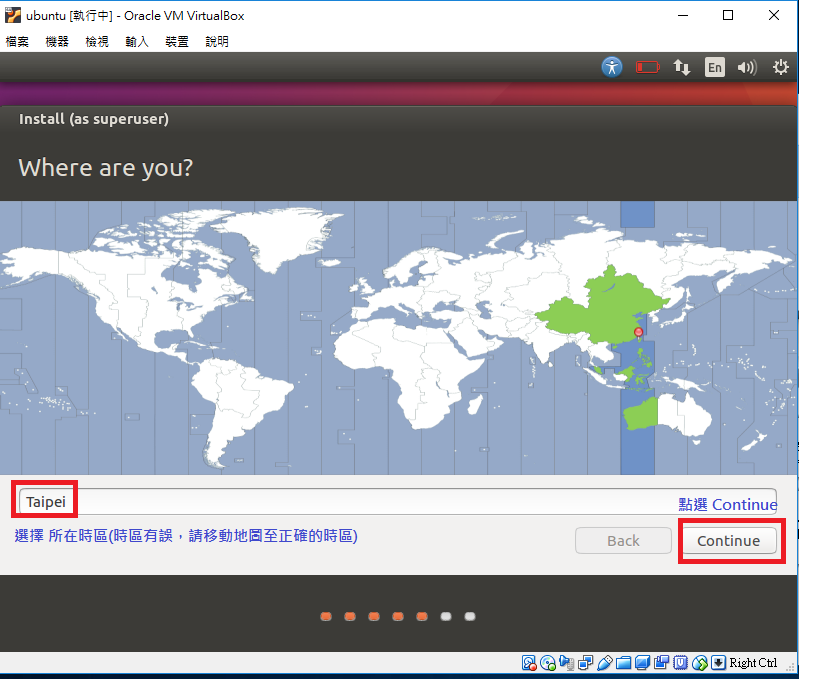 ubuntu [執行中] - Oracle VM VirtualBox
檔案 機器 檢視 輸入 裝置 說明
En
Install (as superuser)
Where are you?
Taipei
點選 Continue
選擇 所在時區(時區有誤，請移動地圖至正確的時區)
Back
Continue
Right Ctrl